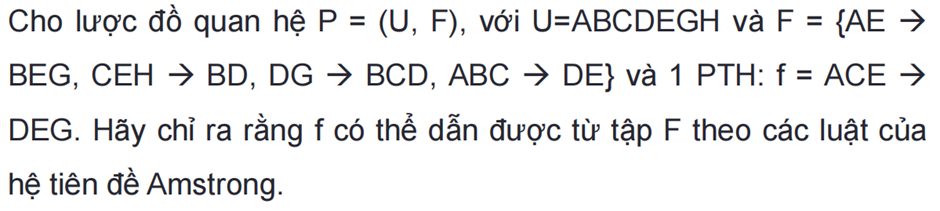 Cho lược đồ quan hệ P = (U, F), với U=ABCDEGH và F = {AE →
BEG, CEH → BD, DG → BCD, ABC → DE} và 1 PTH: f = ACE →
DEG. Hãy chỉ ra rằng f có thể dẫn được từ tập F theo các luật của
hệ tiên đề Amstrong.